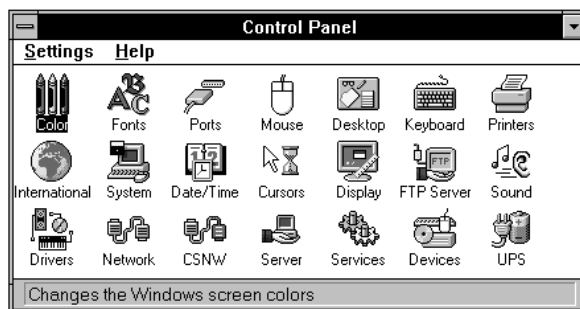 Control Panel
Settings Help
Color Fonts Ports Mouse Desktop Keyboard Printers
FTP
International System Date/Time Cursors Display FTP Server Sound
Drivers Network CSNW Server Services Devices UPS
Changes the Windows screen colors